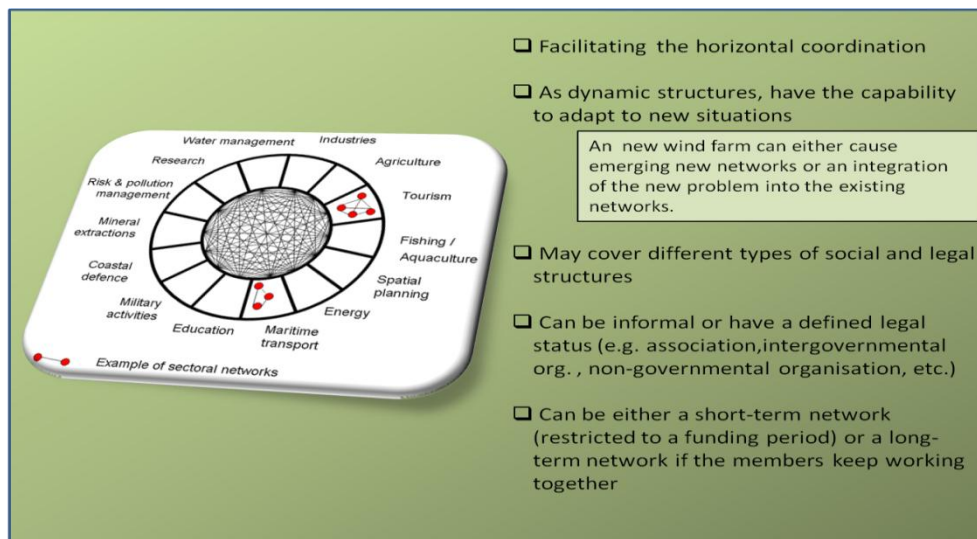 Water management
Industries
Research
Agriculture
Risk & pollution
management
Tourism
Mineral
extractions
Fishing /
Aquaculture
Coastal
defence
Spatial
planning
Military
activities
Energy
Education
Maritime
transport
Example of sectoral networks
❑ Facilitating the horizontal coordination
❑ As dynamic structures, have the capability
to adapt to new situations
An new wind farm can either cause
emerging new networks or an integration
of the new problem into the existing
networks.
❑ May cover different types of social and legal
structures
❑ Can be informal or have a defined legal
status (e.g. association,intergovernmental
org. , non-governmental organisation, etc.)
❑ Can be either a short-term network
(restricted to a funding period) or a long-
term network if the members keep working
together